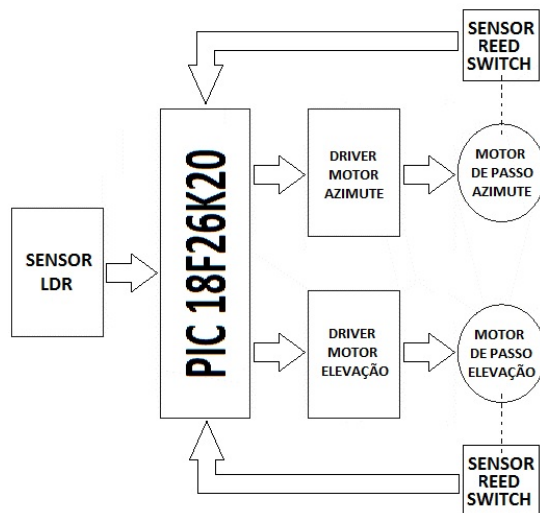 SENSOR
REED
SWITCH
PIC 18F26K20
DRIVER
MOTOR
AZIMUTE
MOTOR
DE PASSO
AZIMUTE
SENSOR
LDR
DRIVER
MOTOR
ELEVAÇÃO
MOTOR
DE PASSO
ELEVAÇÃO
SENSOR
REED
SWITCH